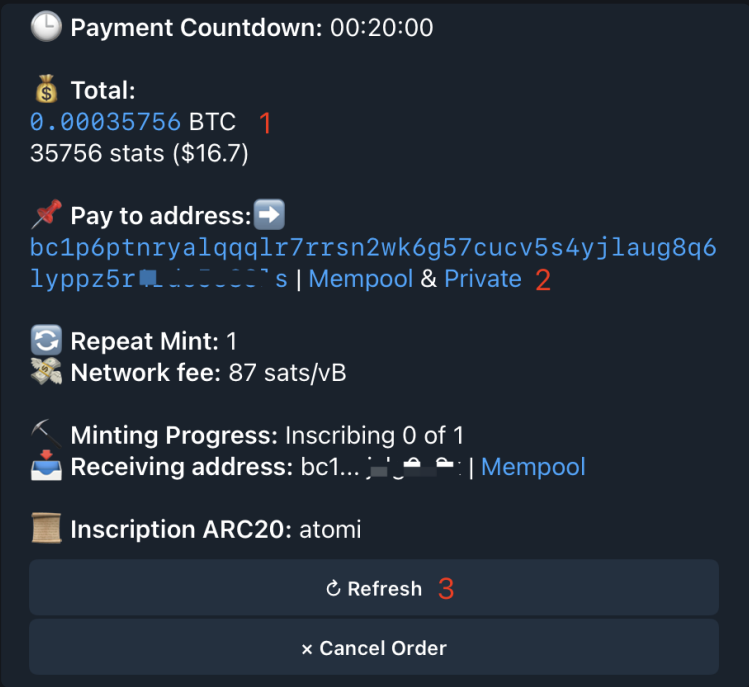 Payment Countdown: 00:20:00
Total:
0.00035756 BTC 1
35756 stats ($16.7)
Pay to address:
bc1p6ptnryalqqqlr7rrsn2wk6g57cucv5s4yjlaug8q6
lyppz5r s | Mempool & Private 2
Repeat Mint: 1
Network fee: 87 sats/vB
Minting Progress: Inscribing 0 of 1
Receiving address: bc1... | Mempool
Inscription ARC20: atomi
↻ Refresh 3
× Cancel Order